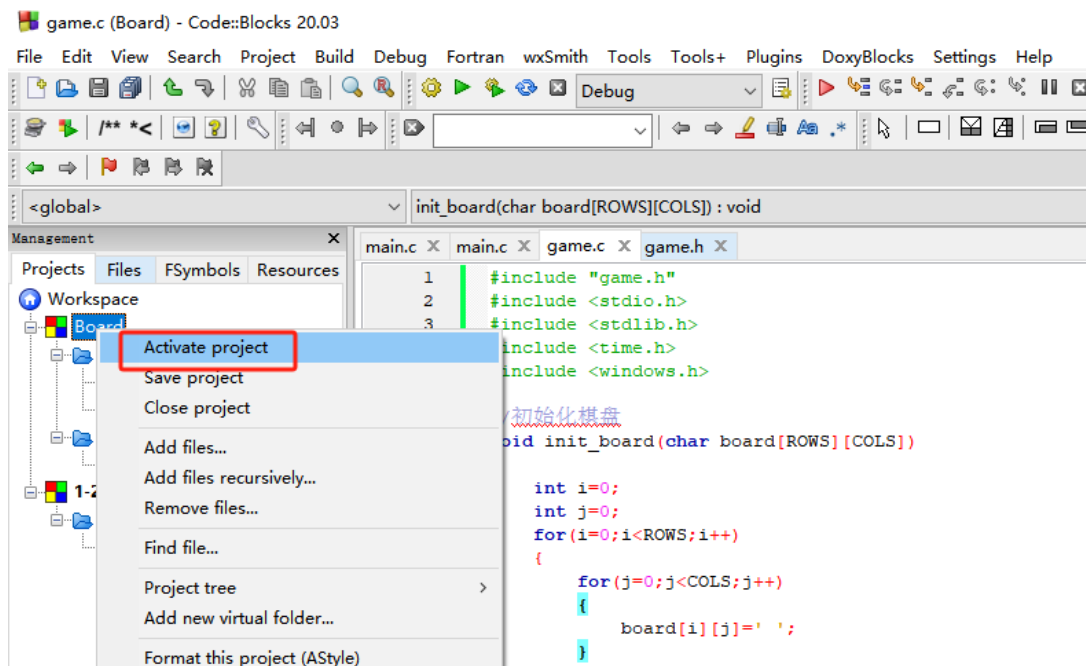 game.c (Board) - Code::Blocks 20.03
File Edit View Search Project Build Debug Fortran wxSmith Tools Tools+ Plugins DoxyBlocks Settings Help
Debug
/** *<
Aa .*
<global> init_board(char board[ROWS][COLS]) : void
Management
main.c main.c game.c game.h
Projects Files FSymbols Resources
Workspace
Board
Activate project
Save project
Close project
Add files...
Add files recursively...
Remove files...
Find file...
Project tree
Add new virtual folder...
Format this project (AStyle)
1-2
1 #include "game.h"
2 #include <stdio.h>
3 #include <stdlib.h>
include <time.h>
include <windows.h>
/初始化棋盘
oid init_board(char board[ROWS][COLS])
int i=0;
int j=0;
for(i=0;i<ROWS;i++)
{
for(j=0;j<COLS;j++)
{
board[i][j]=' ';
}